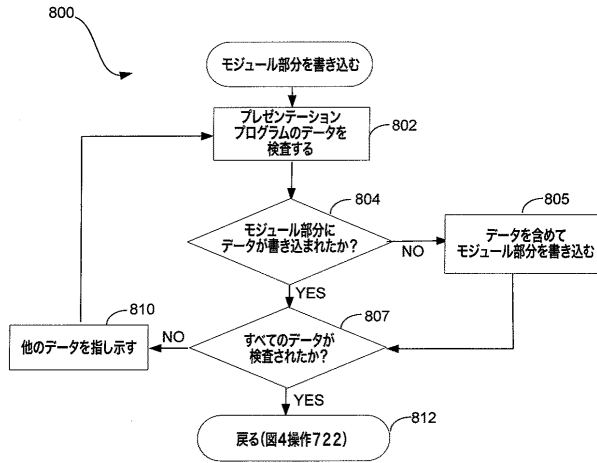 800
モジュール部分を書き込む
プレゼンテーション
プログラムのデータを
検査する
802
804
モジュール部分に
データが書き込まれたか？
NO
805
データを含めて
モジュール部分を書き込む
YES
807
すべてのデータが
検査されたか？
NO
810
他のデータを指し示す
YES
812
戻る(図4操作722)